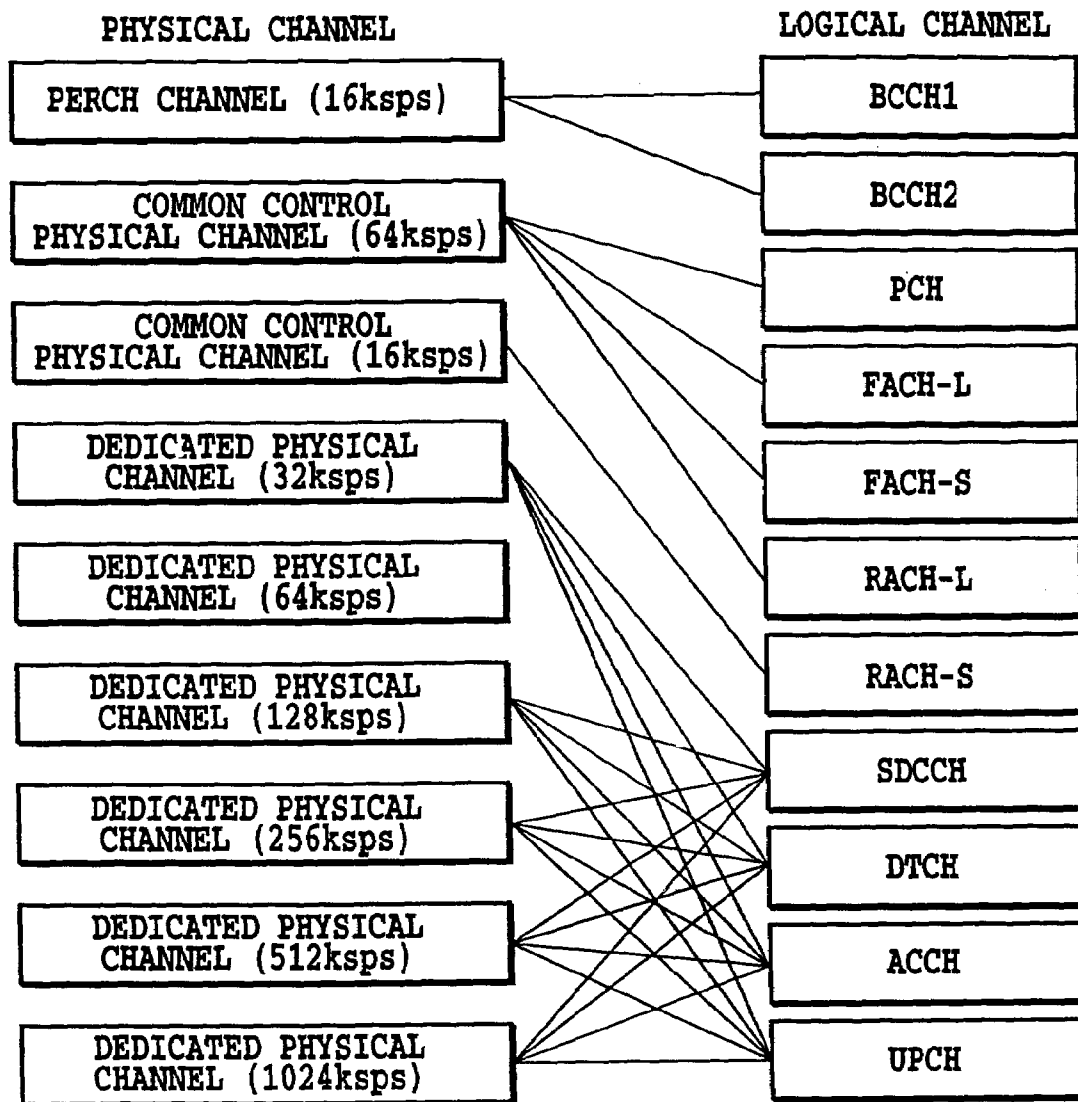 PHYSICAL CHANNEL
PERCH CHANNEL (16ksps)
COMMON CONTROL
PHYSICAL CHANNEL (64ksps)
COMMON CONTROL
PHYSICAL CHANNEL (16ksps)
DEDICATED PHYSICAL
CHANNEL (32ksps)
DEDICATED PHYSICAL
CHANNEL (64ksps)
DEDICATED PHYSICAL
CHANNEL (128ksps)
DEDICATED PHYSICAL
CHANNEL (256ksps)
DEDICATED PHYSICAL
CHANNEL (512ksps)
DEDICATED PHYSICAL
CHANNEL (1024ksps)
LOGICAL CHANNEL
BCCH1
BCCH2
PCH
FACH-L
FACH-S
RACH-L
RACH-S
SDCCH
DTCH
ACCH
UPCH